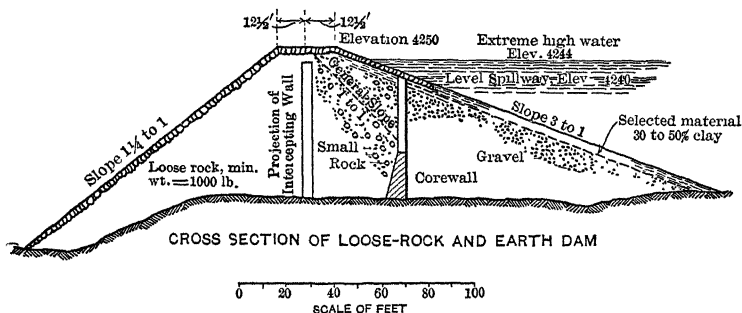 12½' 12½'
Elevation 4250
Extreme high water
Elev. 4244
Level Spillway-Elev 4240
Slope 1¼ to 1
Projection of
Intercepting Wall
General Slope
1 to 1
Slope 3 to 1
Selected material
30 to 50% clay
Loose rock, min.
wt.=1000 lb.
Small
Rock
Gravel
Corewall
CROSS SECTION OF LOOSE-ROCK AND EARTH DAM
0 20 40 60 80 100
SCALE OF FEET